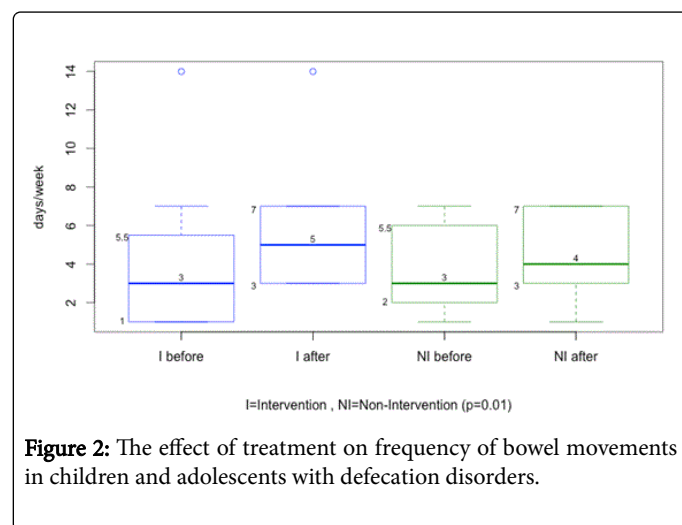 14
12
10
8
6
4
2
days/week
5.5
3
1
7
5
3
5.5
3
2
7
4
3
I before
I after
NI before
NI after
I=Intervention , NI=Non-Intervention (p=0.01)
Figure 2: The effect of treatment on frequency of bowel movements
in children and adolescents with defecation disorders.